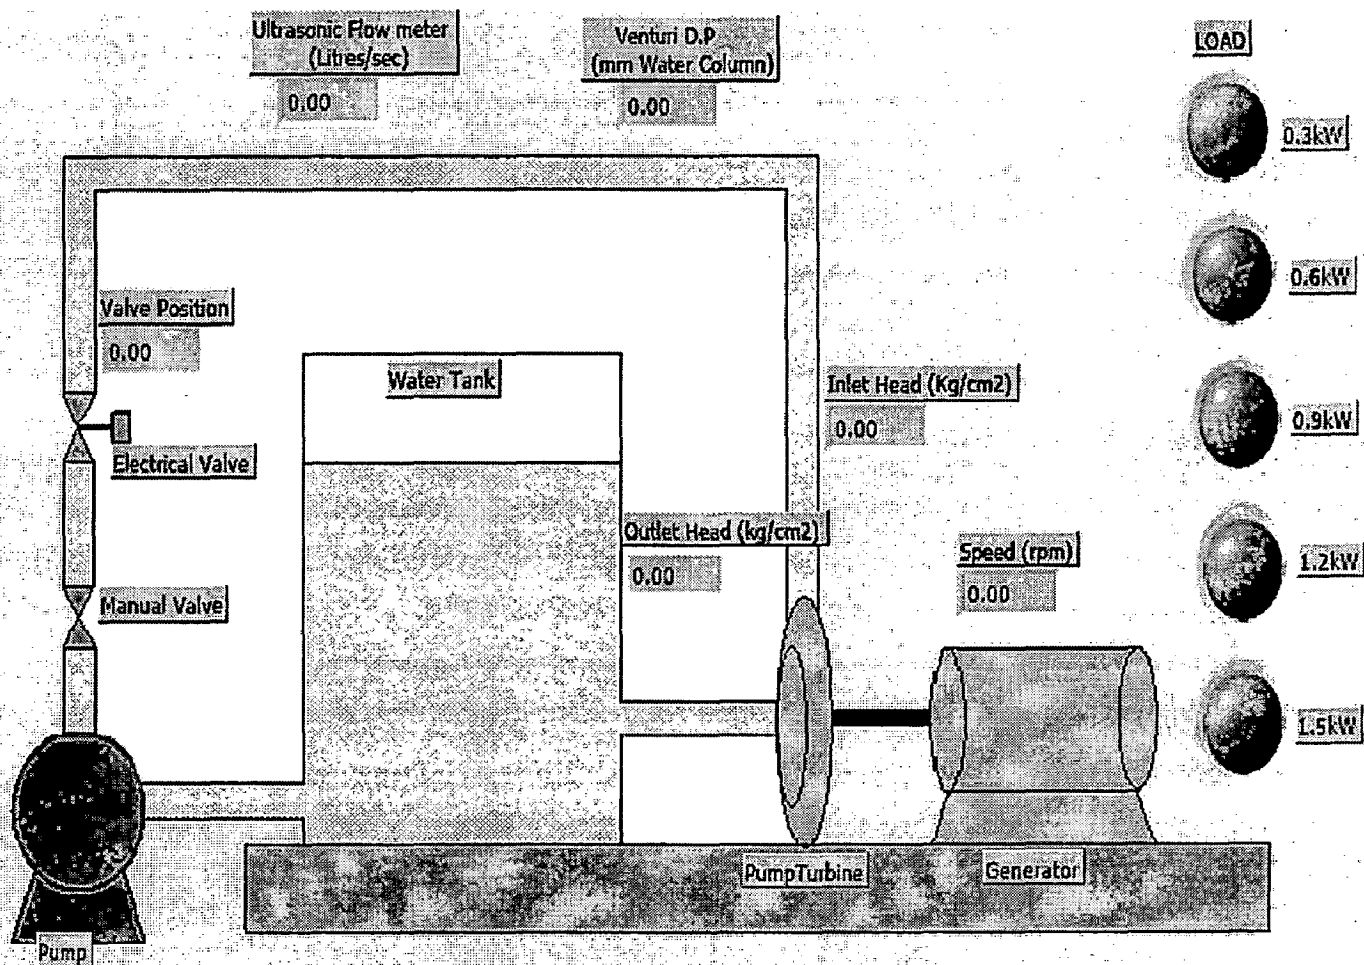 Ultrasonic Flow meter
(Litres/sec)
0.00
Venturi D.P
(mm Water Column)
0.00
LOAD
0.3kW
0.6kW
0.9kW
1.2kW
1.5kW
Valve Position
0.00
Water Tank
Inlet Head (Kg/cm2)
0.00
Electrical Valve
Outlet Head (kg/cm2)
0.00
Speed (rpm)
0.00
Manual Valve
PumpTurbine
Generator
Pump